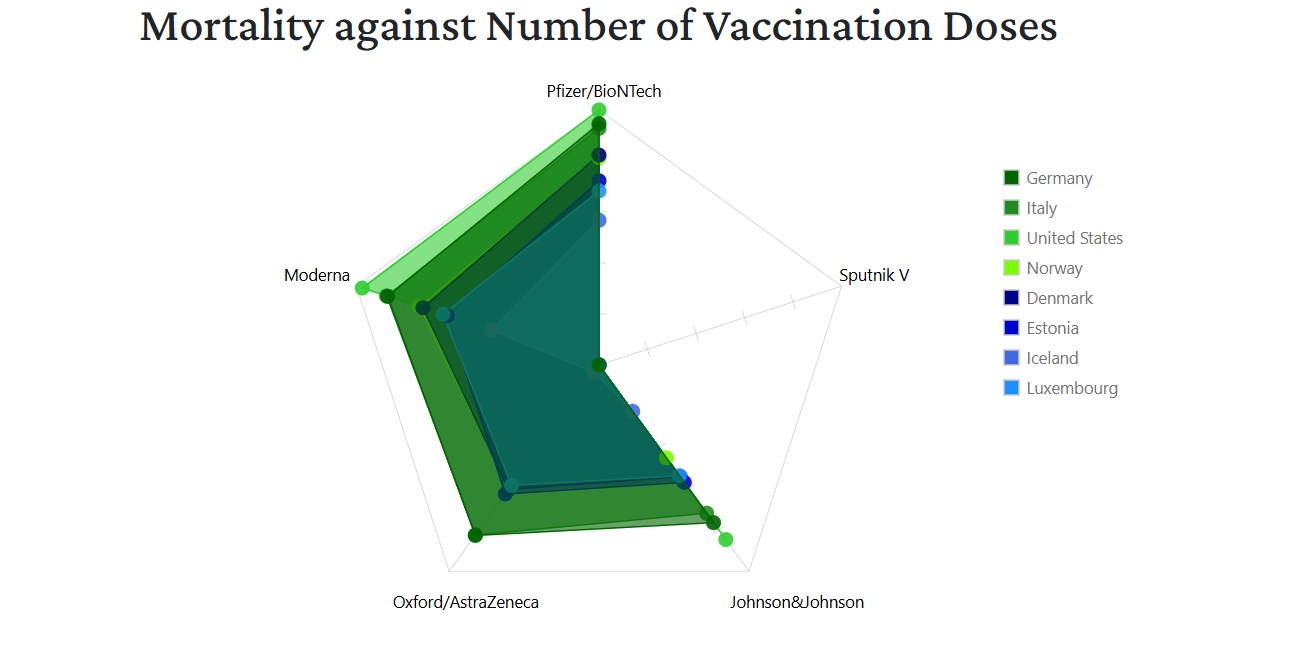 Mortality against Number of Vaccination Doses
Pfizer/BioNTech
Moderna
Sputnik V
Oxford/AstraZeneca
Johnson&Johnson
Germany
Italy
United States
Norway
Denmark
Estonia
Iceland
Luxembourg